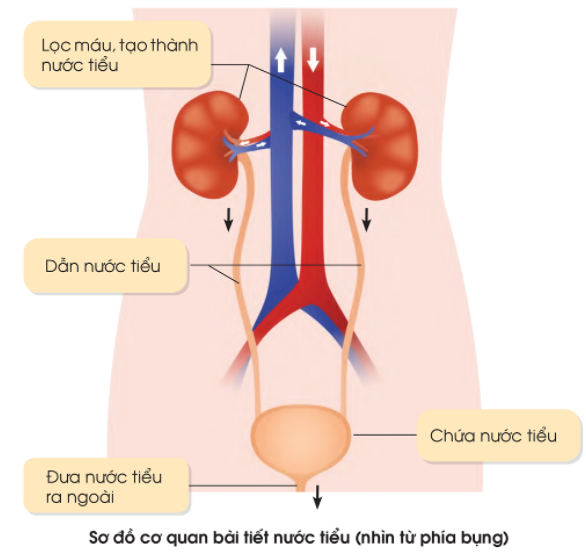 Lọc máu, tạo thành
nước tiểu
Dẫn nước tiểu
Chứa nước tiểu
Đưa nước tiểu
ra ngoài
Sơ đồ cơ quan bài tiết nước tiểu (nhìn từ phía bụng)